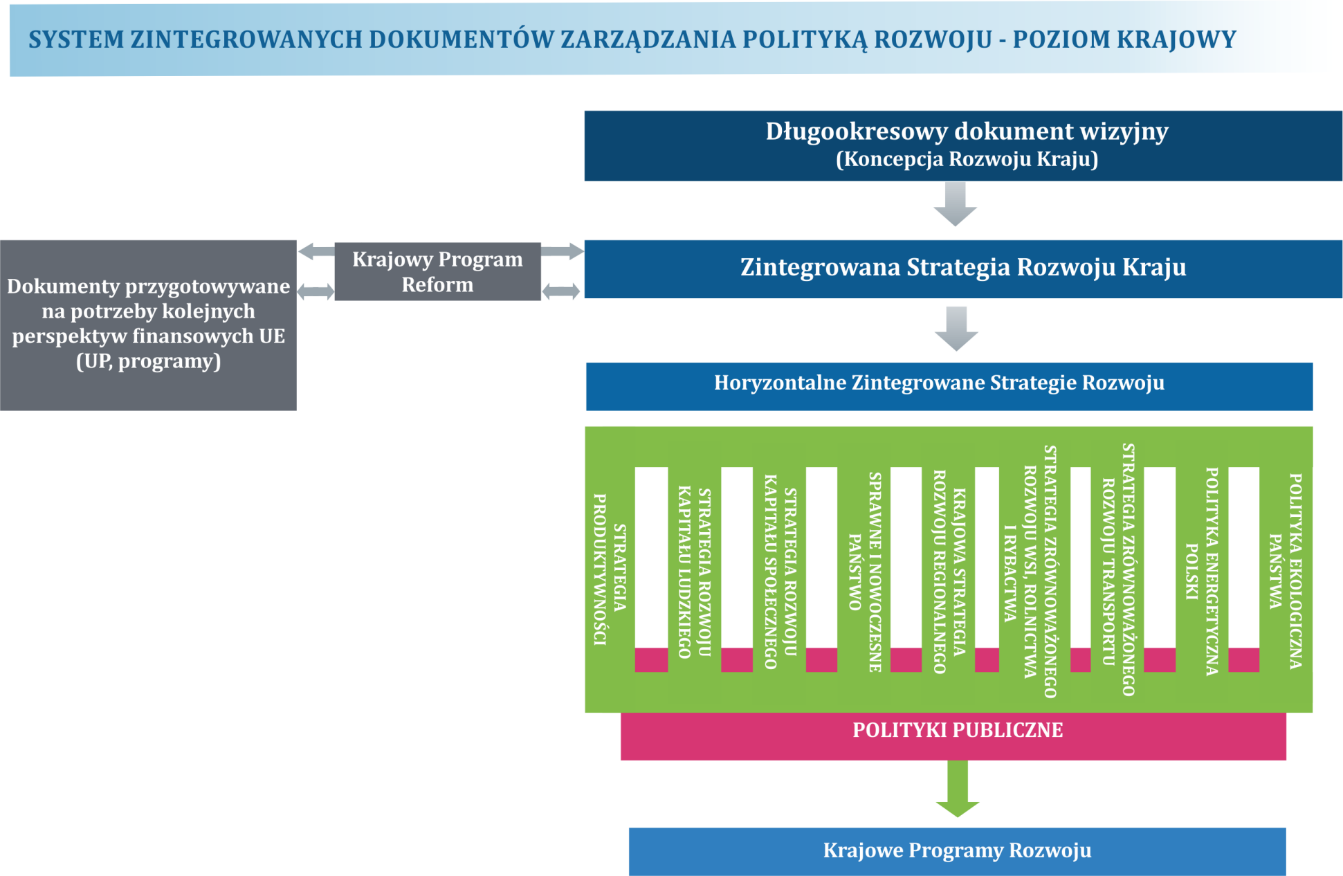 SYSTEM ZINTEGROWANYCH DOKUMENTÓW ZARZĄDZANIA POLITYKĄ ROZWOJU - POZIOM KRAJOWY
Długookresowy dokument wizyjny
(Koncepcja Rozwoju Kraju)
Dokumenty przygotowywane
na potrzeby kolejnych
perspektyw finansowych UE
(UP, programy)
Krajowy Program
Reform
Zintegrowana Strategia Rozwoju Kraju
Horyzontalne Zintegrowane Strategie Rozwoju
STRATEGIA
PRODUKTYWNOŚCI
STRATEGIA ROZWOJU
KAPITAŁU LUDZKIEGO
STRATEGIA ROZWOJU
KAPITAŁU SPOŁECZNEGO
SPRAWNE I NOWOCZESNE
PAŃSTWO
KRAJOWA STRATEGIA
ROZWOJU REGIONALNEGO
STRATEGIA ZRÓWNOWAŻONEGO
ROZWOJU WSI, ROLNICTWA
I RYBACTWA
STRATEGIA ZRÓWNOWAŻONEGO
ROZWOJU TRANSPORTU
POLITYKA ENERGETYCZNA
POLSKI
POLITYKA EKOLOGICZNA
PAŃSTWA
POLITYKI PUBLICZNE
Krajowe Programy Rozwoju